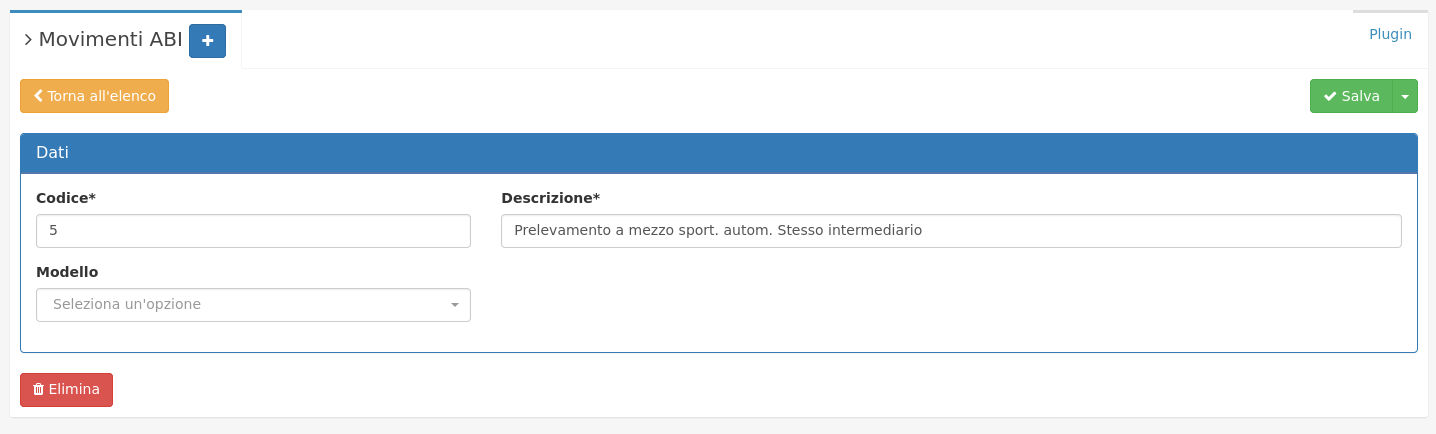 Movimenti ABI
Plugin
Torna all'elenco
Salva
Dati
Codice*
Descrizione*
5
Prelevamento a mezzo sport. autom. Stesso intermediario
Modello
Seleziona un'opzione
Elimina